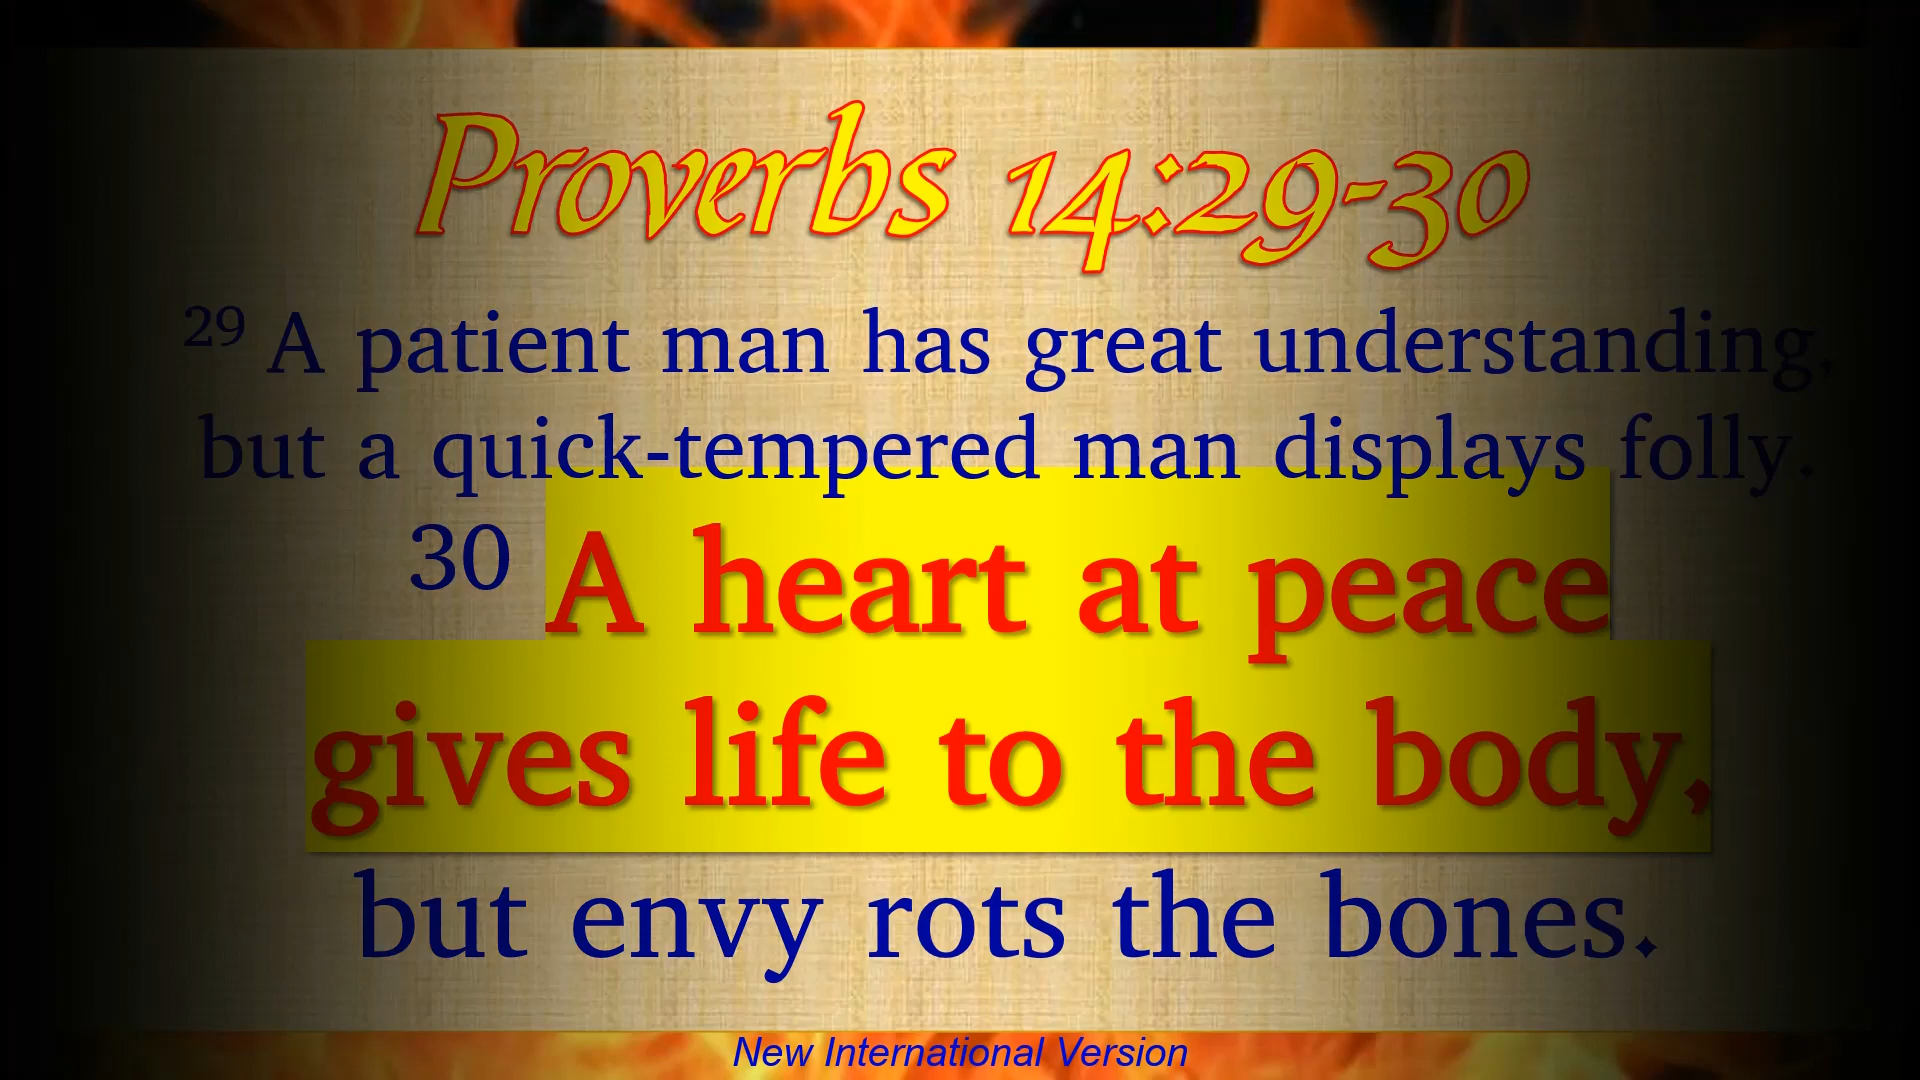 Proverbs 14:29-30
29 A patient man has great understanding,
but a quick-tempered man displays folly.
30 A heart at peace
gives life to the body,
but envy rots the bones.
New International Version